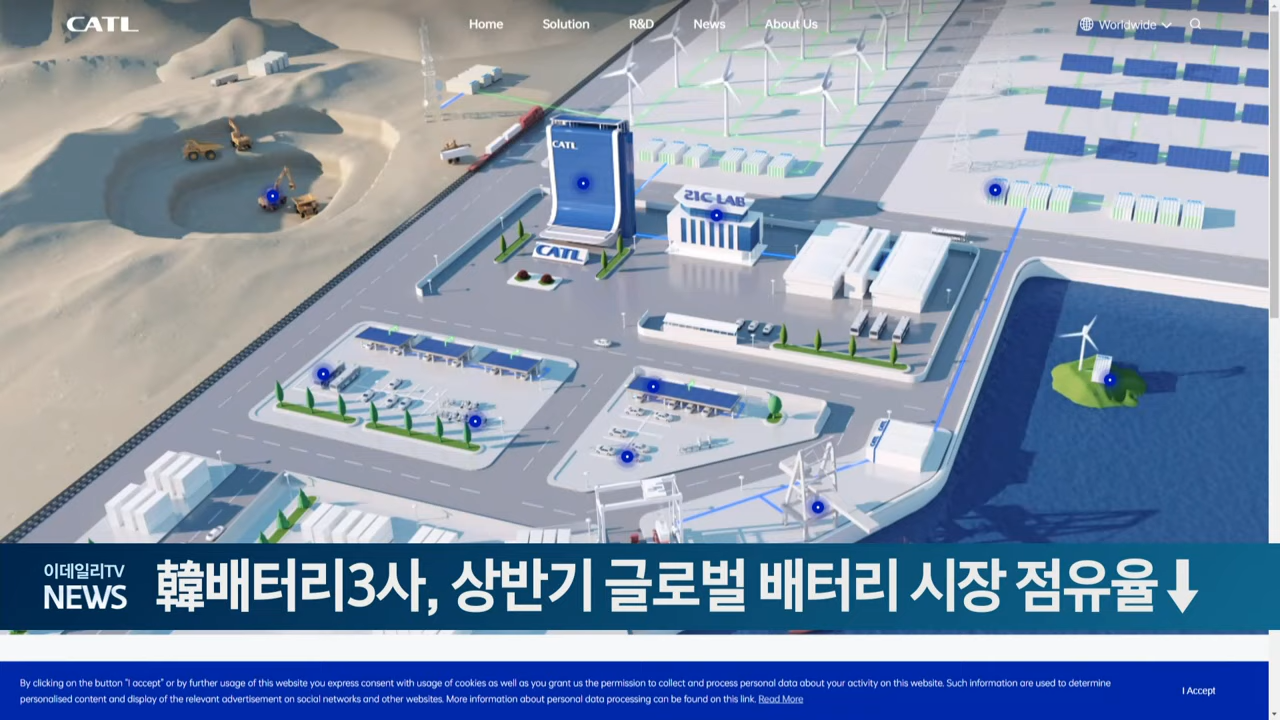 CATL
Home
Solution
R&D
News
About Us
Worldwide
CATL
21C LAB
CATL
이데일리TV
NEWS
韓배터리3사, 상반기 글로벌 배터리 시장 점유율↓
By clicking on the button "I accept" or by further usage of this website you express consent with usage of cookies as well as you grant us the permission to collect and process personal data about your activity on this website. Such information are used to determine
personalised content and display of the relevant advertisement on social networks and other websites. More information about personal data processing can be found on this link. Read More
I Accept